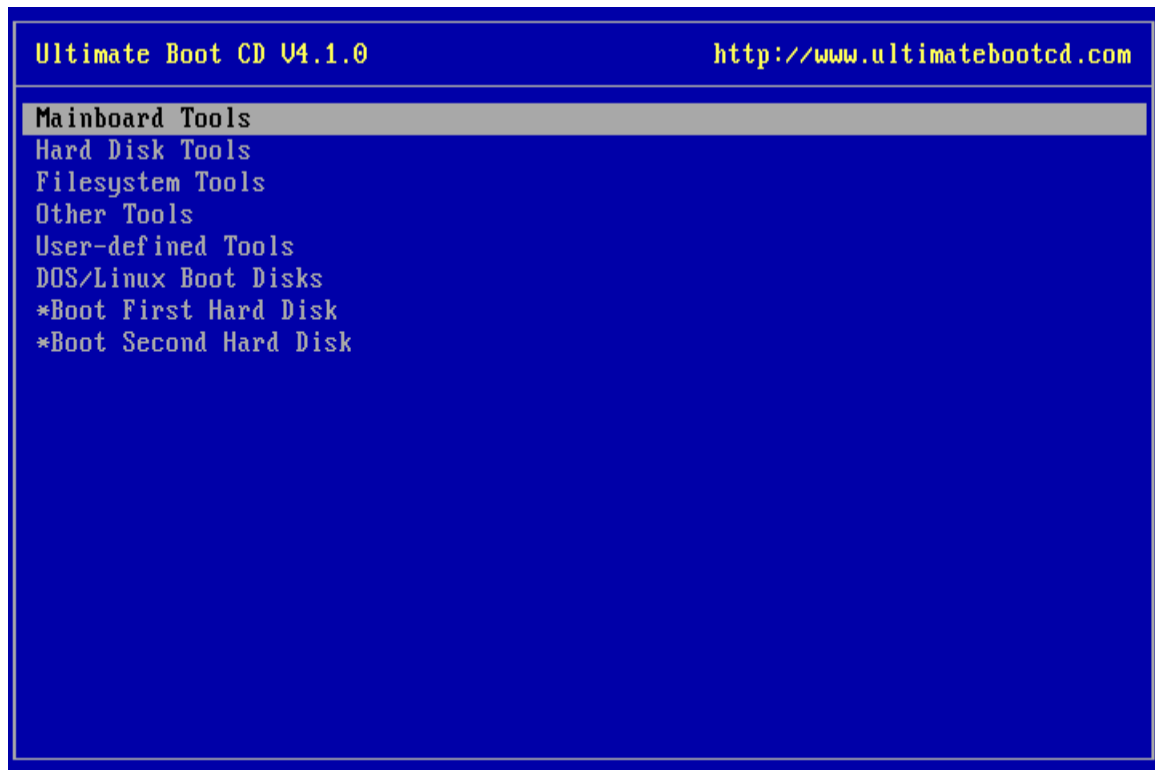 Ultimate Boot CD V4.1.0 http://www.ultimatebootcd.com
Mainboard Tools
Hard Disk Tools
Filesystem Tools
Other Tools
User-defined Tools
DOS/Linux Boot Disks
*Boot First Hard Disk
*Boot Second Hard Disk